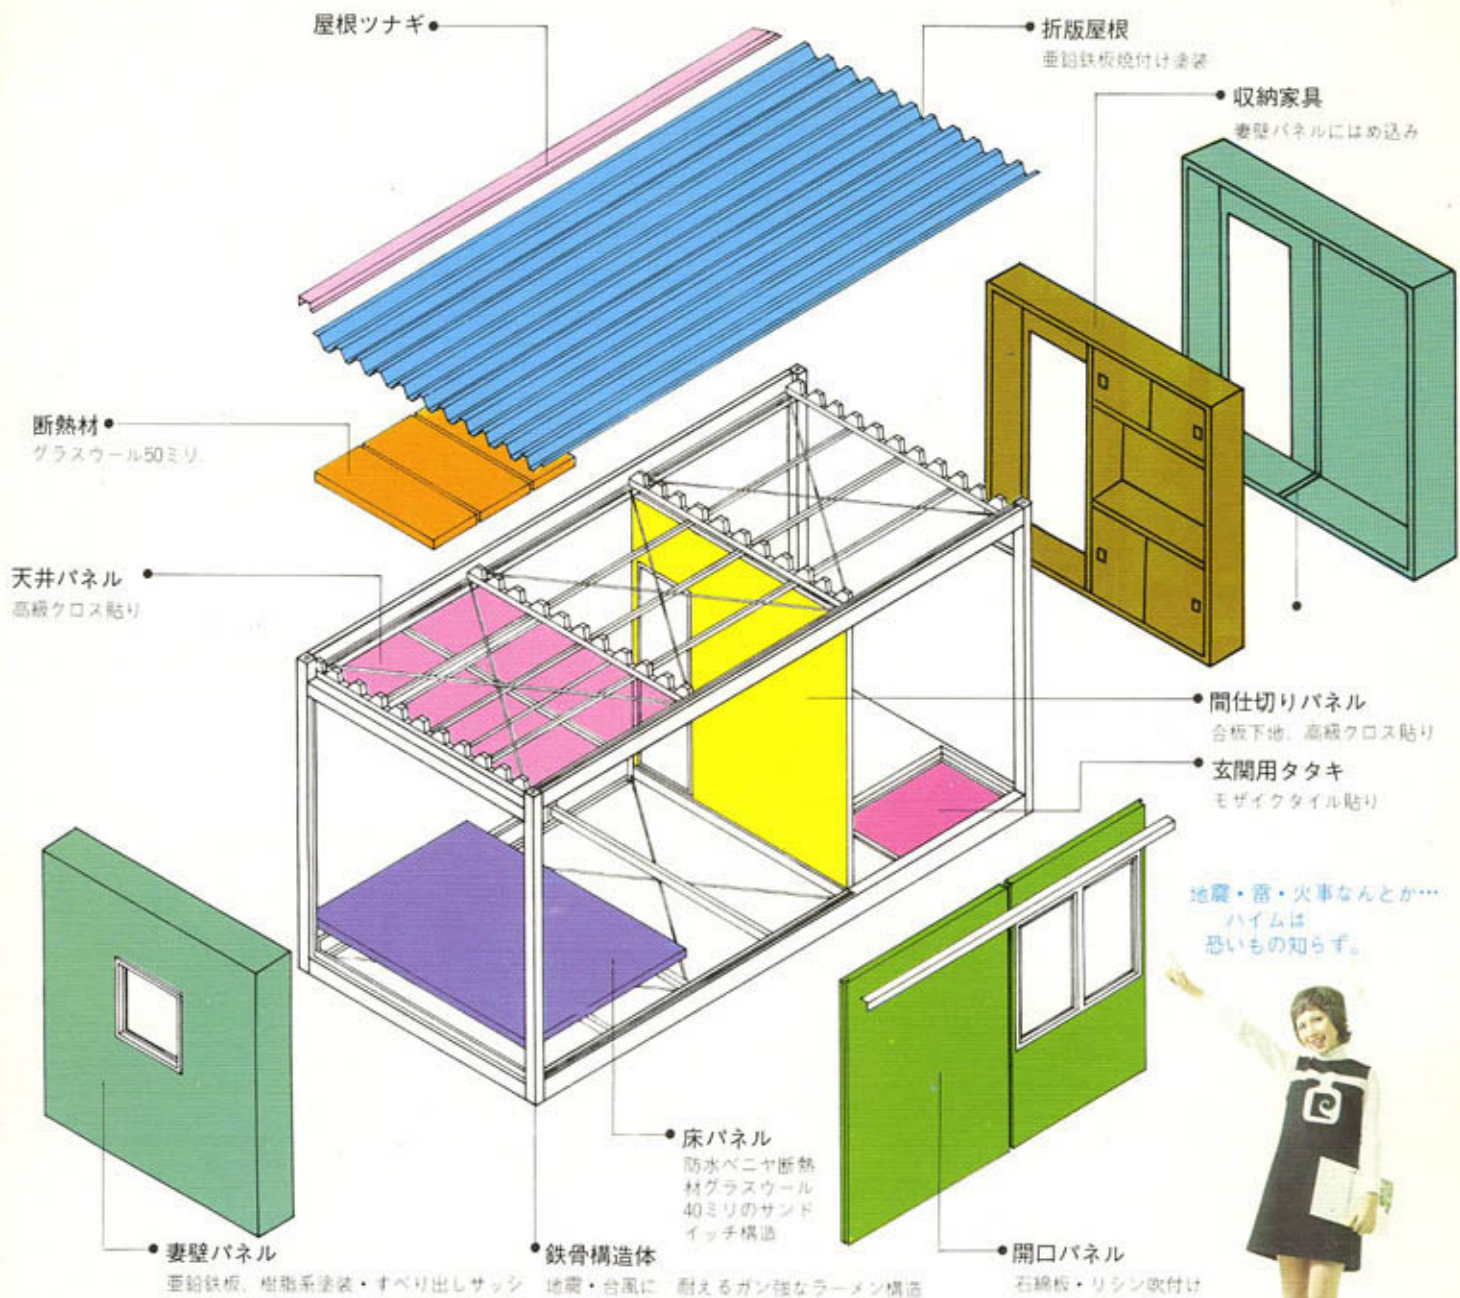 屋根ツナギ
折版屋根
亜鉛鉄板焼付け塗装
収納家具
妻壁パネルにはめ込み
断熱材
グラスウール50ミリ
天井パネル
高級クロス貼り
間仕切りパネル
合板下地、高級クロス貼り
玄関用タタキ
モザイクタイル貼り
地震・雷・火事なんとか…
ハイムは
恐いもの知らず。
床パネル
防水ベニヤ断熱
材グラスウール
40ミリのサンド
イッチ構造
妻壁パネル
亜鉛鉄板、樹脂系塗装・すべり出しサッシ
鉄骨構造体
地震・台風に 耐えるガン強なラーメン構造
開口パネル
石綿板・リシン吹付け